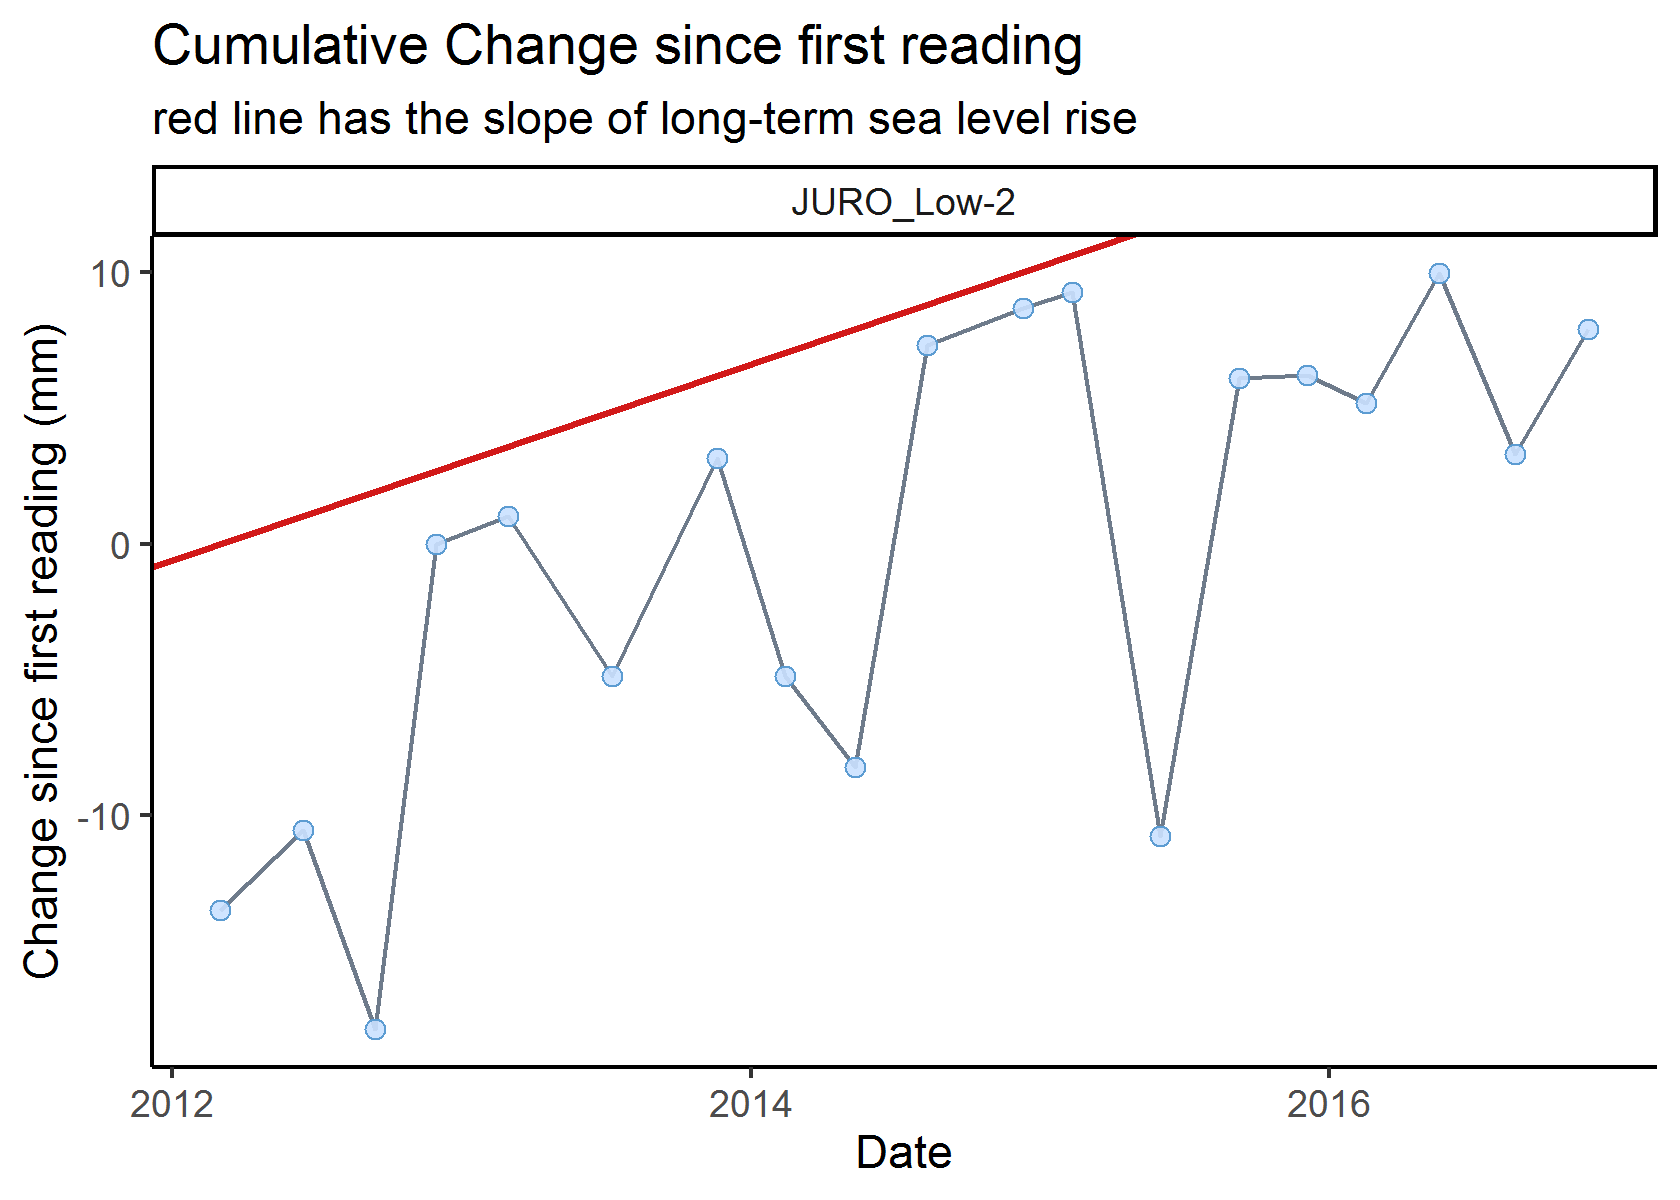 Cumulative Change since first reading
red line has the slope of long-term sea level rise
JURO_Low-2
10
0
-10
Change since first reading (mm)
2012
2014
2016
Date